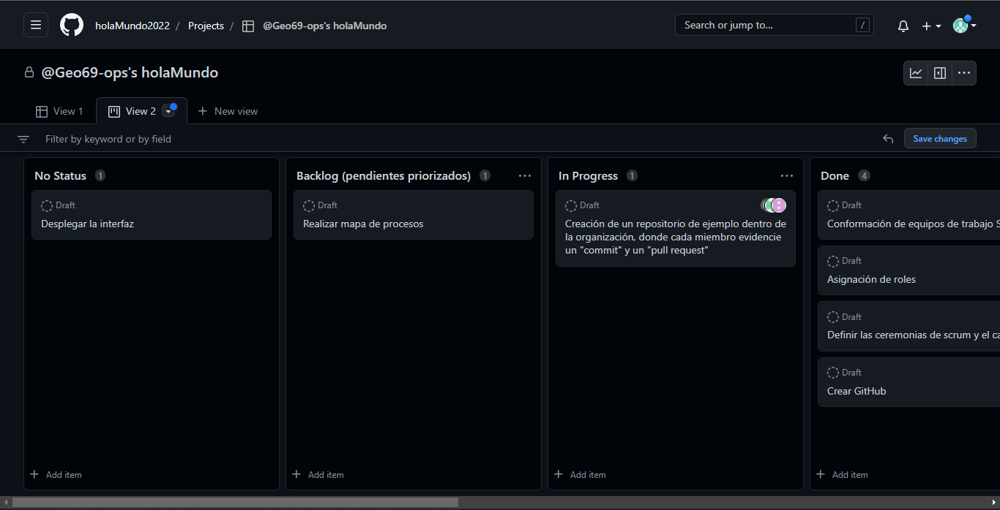 holaMundo2022 / Projects / @Geo69-ops's holaMundo
Search or jump to... /
@Geo69-ops's holaMundo
View 1
View 2
New view
Filter by keyword or by field
Save changes
No Status 1
Draft
Desplegar la interfaz
Add item
Backlog (pendientes priorizados) 1
Draft
Realizar mapa de procesos
Add item
In Progress 1
Draft
Creación de un repositorio de ejemplo dentro de
la organización, donde cada miembro evidencie
un "commit" y un "pull request"
Add item
Done 4
Draft
Conformación de equipos de trabajo
Draft
Asignación de roles
Draft
Definir las ceremonias de scrum y el
Draft
Crear GitHub
Add item